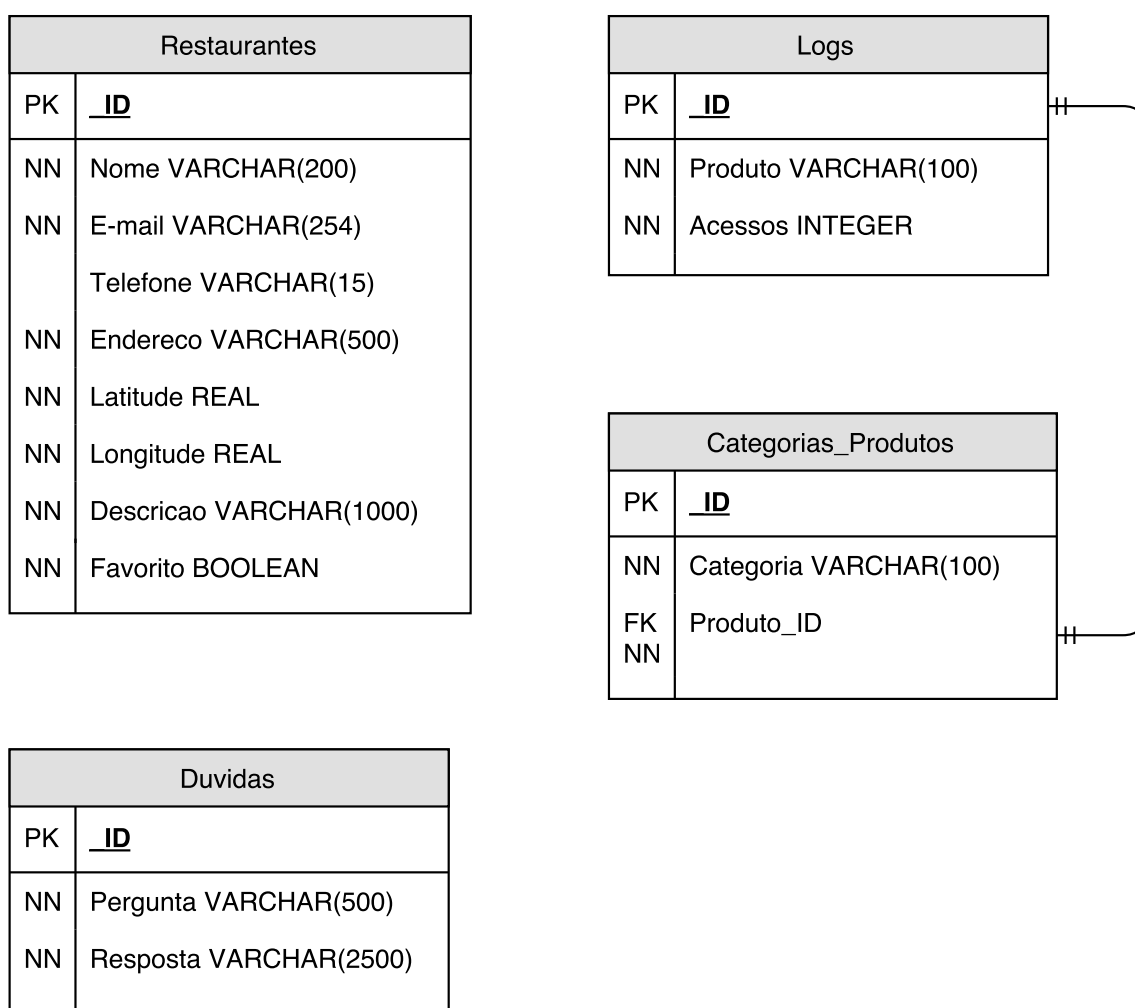 Restaurantes
PK _ID
NN Nome VARCHAR(200)
NN E-mail VARCHAR(254)
Telefone VARCHAR(15)
NN Endereco VARCHAR(500)
NN Latitude REAL
NN Longitude REAL
NN Descricao VARCHAR(1000)
NN Favorito BOOLEAN
Logs
PK _ID
NN Produto VARCHAR(100)
NN Acessos INTEGER
Categorias_Produtos
PK _ID
NN Categoria VARCHAR(100)
FK Produto_ID
NN
Duvidas
PK _ID
NN Pergunta VARCHAR(500)
NN Resposta VARCHAR(2500)